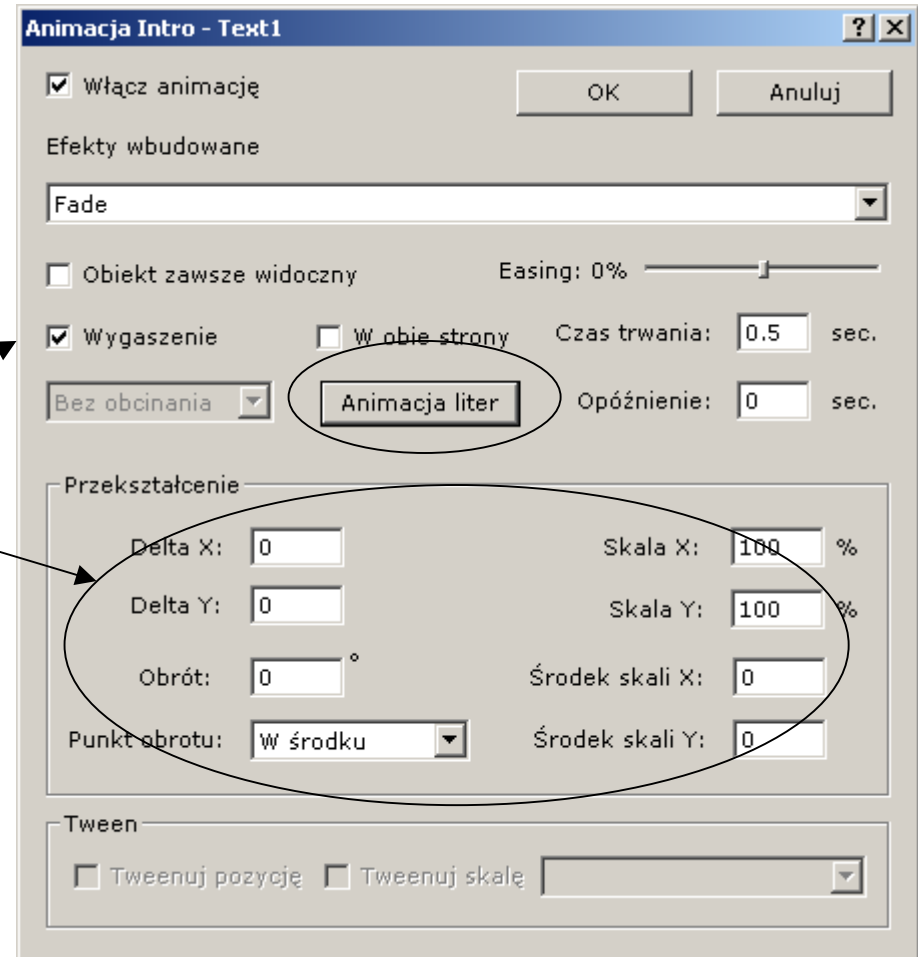 Animacja Intro - Text1
Włącz animację OK Anuluj
Efekty wbudowane
Fade
Obiekt zawsze widoczny Easing: 0%
Wygaszenie W obie strony Czas trwania: 0.5 sec.
Bez obcinania Animacja liter Opóźnienie: 0 sec.
Przekształcenie
Delta X: 0 Skala X: 100 %
Delta Y: 0 Skala Y: 100 %
Obrót: 0 ° Środek skali X: 0
Punkt obrotu: W środku Środek skali Y: 0
Tween
Tweenuj pozycję Tweenuj skalę